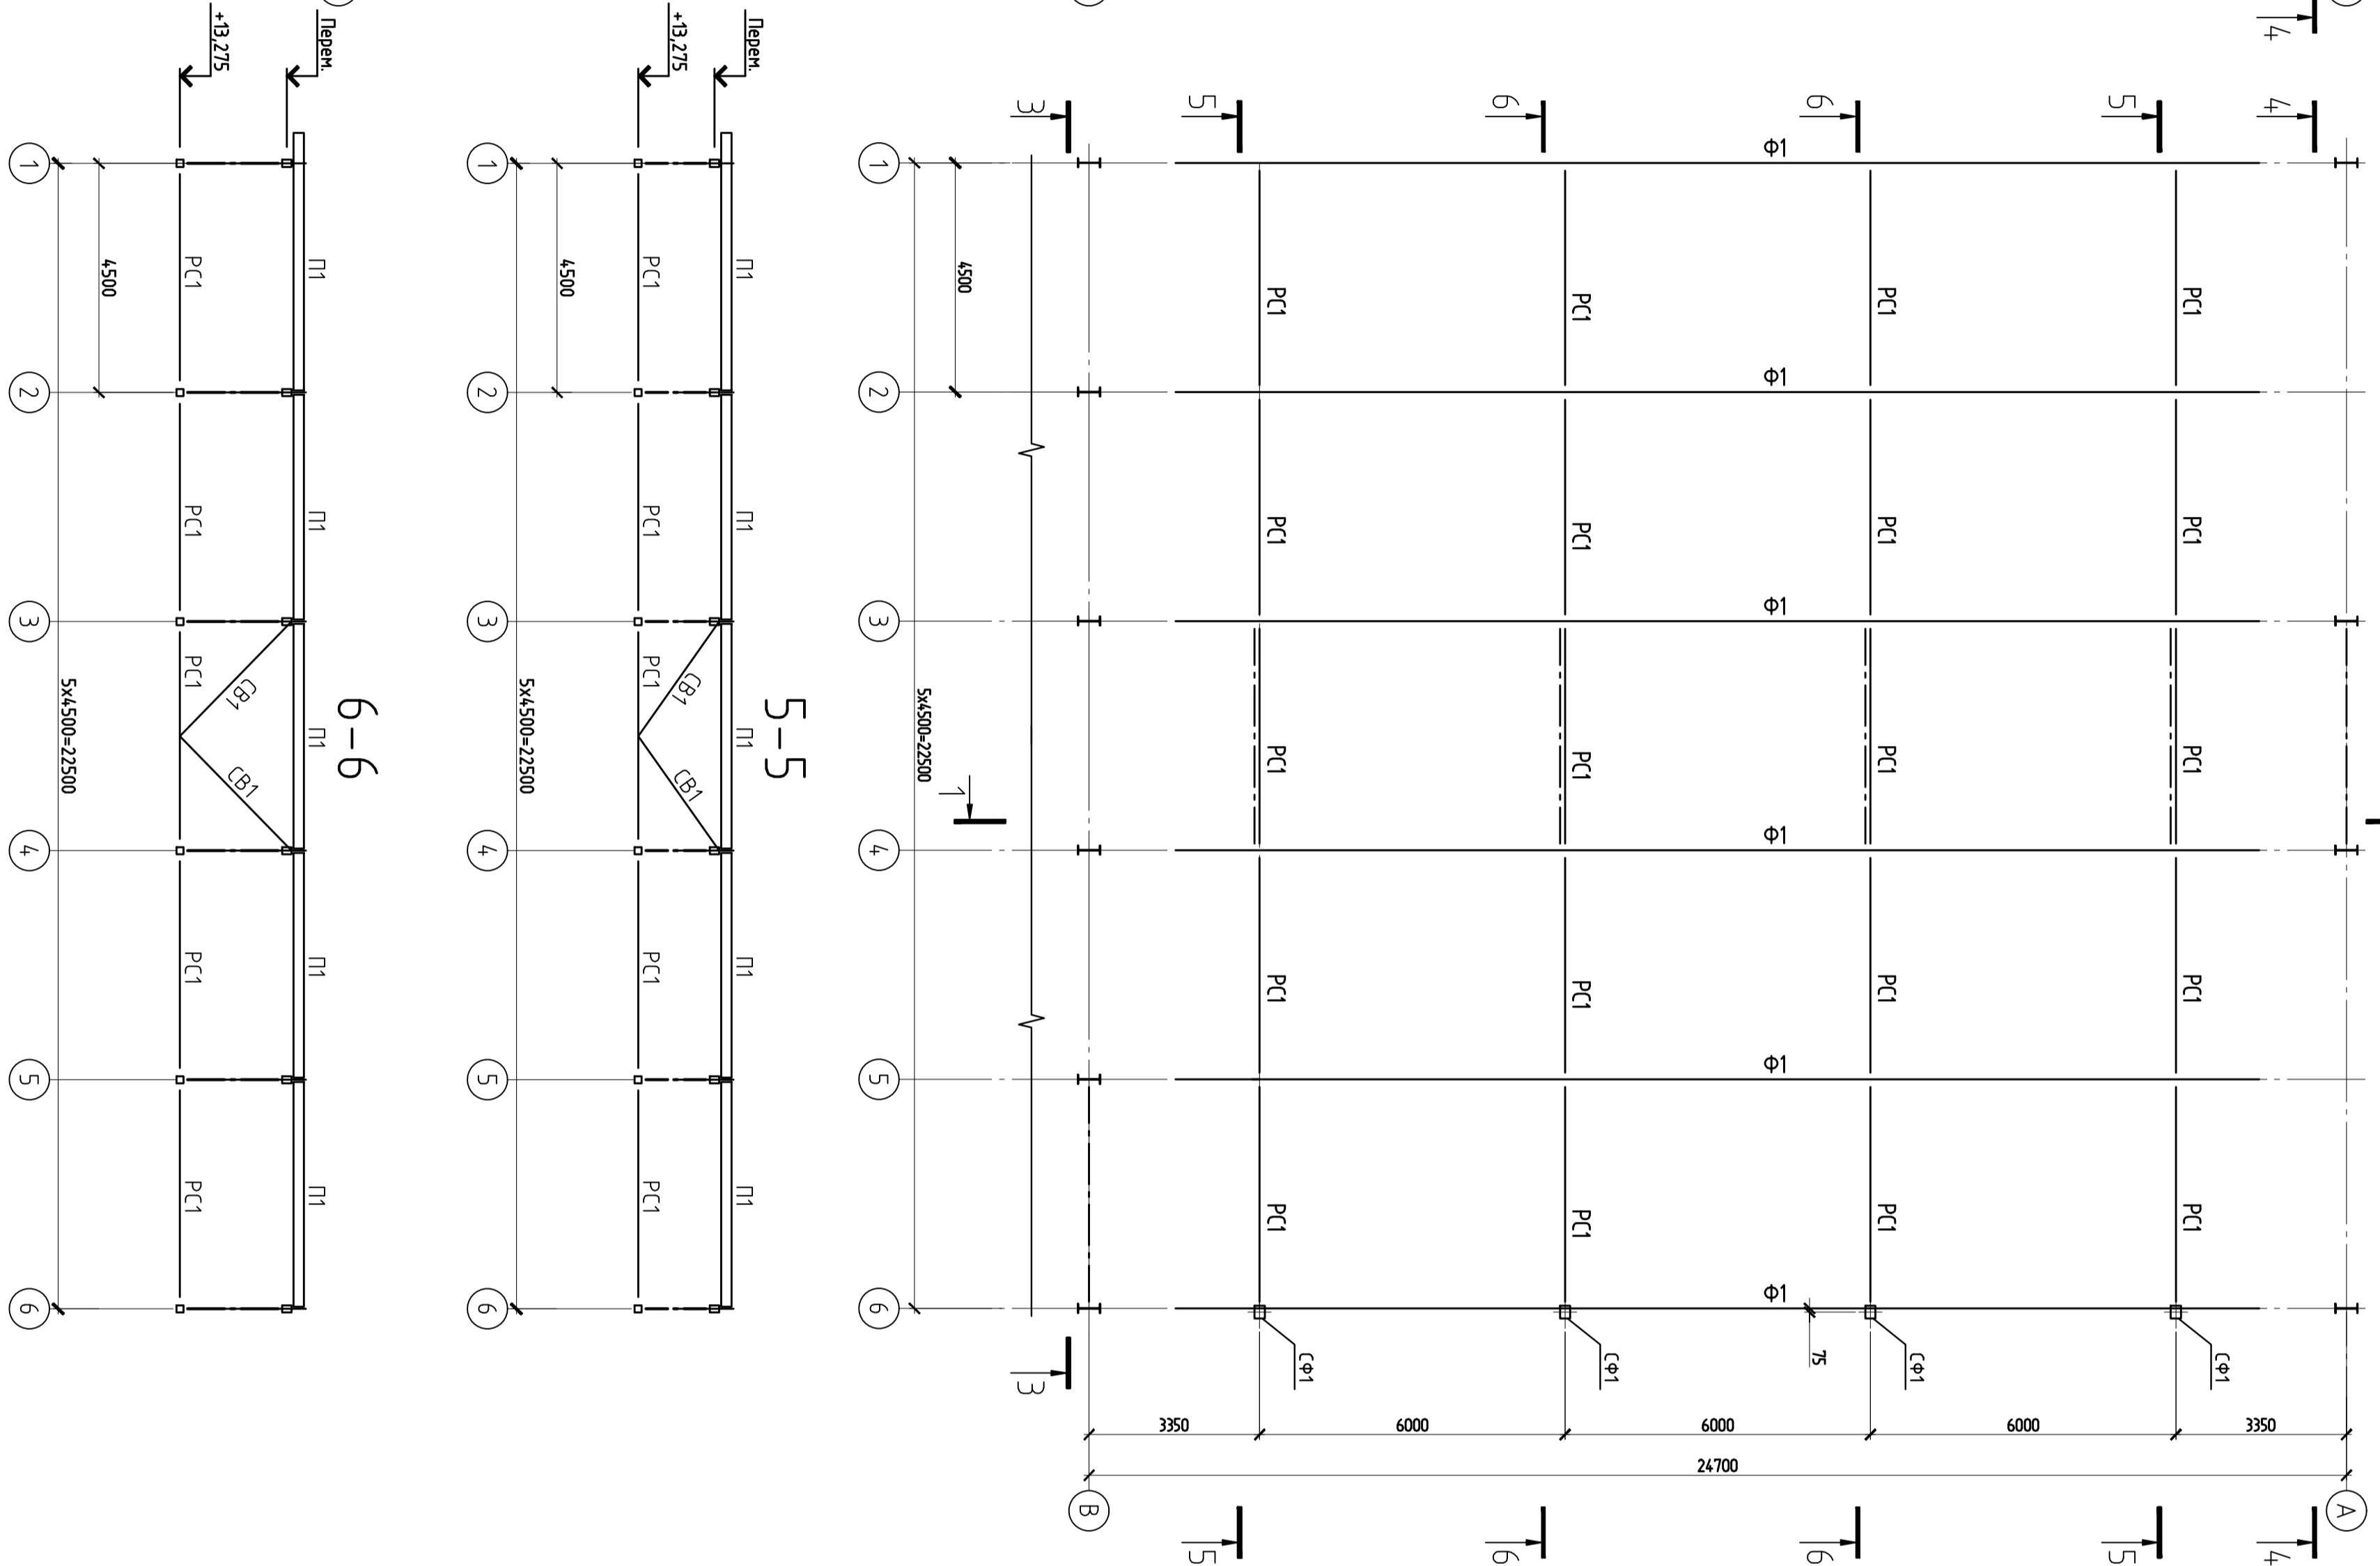 А
4
4
4
3350
СФ1
РС1
РС1
РС1
РС1
РС1
5
5
6000
СФ1
РС1
РС1
РС1
РС1
РС1
6
6
75
Ф1
Ф1
Ф1
Ф1
Ф1
Ф1
6000
24700
СФ1
РС1
РС1
РС1
РС1
РС1
6
6
6000
СФ1
РС1
РС1
РС1
РС1
РС1
5
5
3350
В
3
3
1
4500
5х4500=22500
1
2
3
4
5
6
5-5
Перем.
П1
П1
П1
П1
П1
+13,275
СВ1
СВ1
РС1
РС1
РС1
РС1
РС1
4500
5х4500=22500
1
2
3
4
5
6
6-6
Перем.
П1
П1
П1
П1
П1
+13,275
СВ1
СВ1
РС1
РС1
РС1
РС1
РС1
4500
5х4500=22500
1
2
3
4
5
6